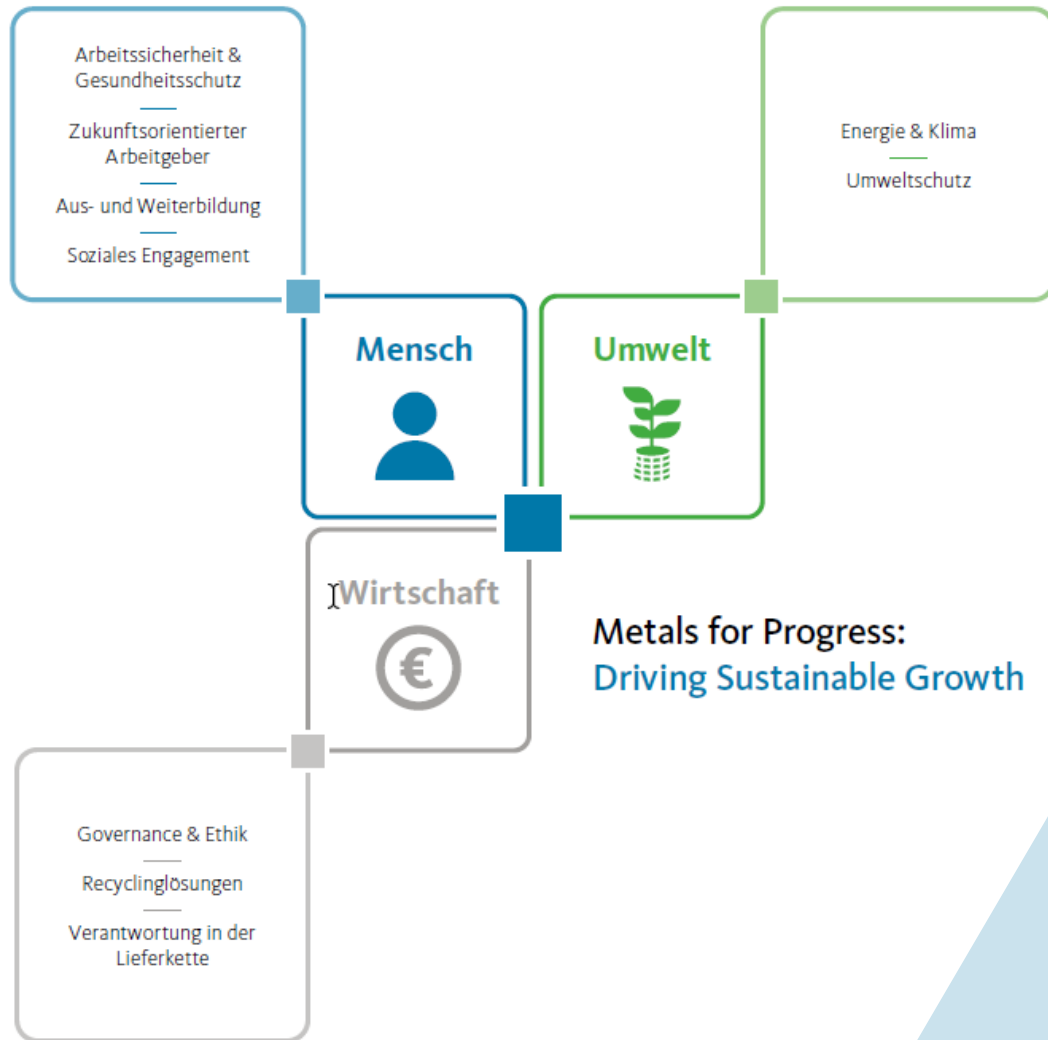 Arbeitssicherheit &
Gesundheitsschutz
Zukunftsorientierter
Arbeitgeber
Aus- und Weiterbildung
Soziales Engagement
Energie & Klima
Umweltschutz
Mensch
Umwelt
Wirtschaft
€
Metals for Progress:
Driving Sustainable Growth
Governance & Ethik
Recyclinglösungen
Verantwortung in der
Lieferkette